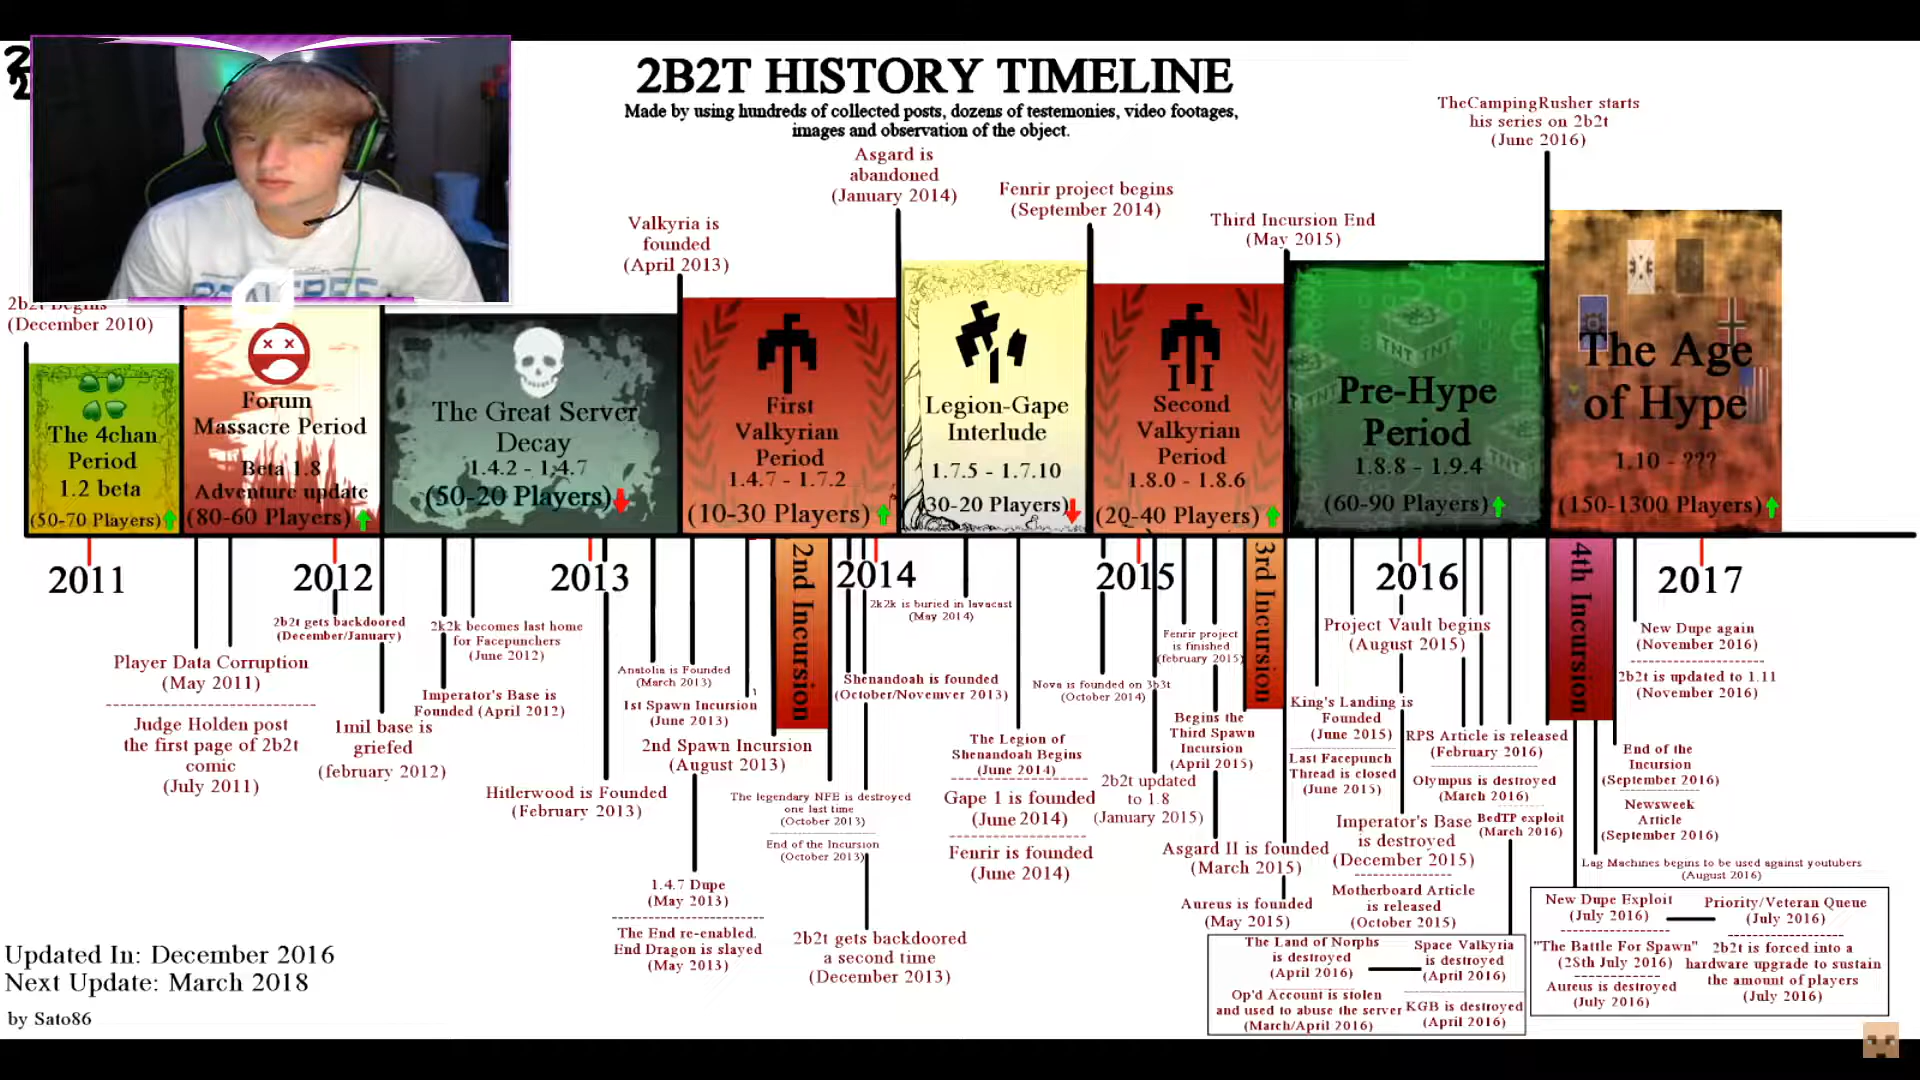 2B2T HISTORY TIMELINE
Made by using hundreds of collected posts, dozens of testemonies, video footages,
images and observation of the object.
TheCampingRusher starts
his series on 2b2t
(June 2016)
Asgard is
abandoned
(January 2014)
Fenrir project begins
(September 2014)
Valkyria is
founded
(April 2013)
Third Incursion End
(May 2015)
2b2t Begins
(December 2010)
The 4chan
Period
1.2 beta
(50-70 Players)
Forum
Massacre Period
Beta 1.8
Adventure update
(80-60 Players)
The Great Server
Decay
1.4.2 - 1.4.7
(50-20 Players)
First
Valkyrian
Period
1.4.7 - 1.7.2
(10-30 Players)
Legion-Gape
Interlude
1.7.5 - 1.7.10
(30-20 Players)
Second
Valkyrian
Period
1.8.0 - 1.8.6
(20-40 Players)
TNT TNT
Pre-Hype
Period
1.8.8 - 1.9.4
(60-90 Players)
The Age
of Hype
1.10 - ???
(150-1300 Players)
2011
2012
2013
2014
2015
2016
2017
2nd Incursion
3rd Incursion
4th Incursion
Player Data Corruption
(May 2011)
Judge Holden post
the first page of 2b2t
comic
(July 2011)
2b2t gets backdoored
(December/January)
1mil base is
griefed
(february 2012)
2k2k becomes last home
for Facepunchers
(June 2012)
Imperator's Base is
Founded (April 2012)
Hitlerwood is Founded
(February 2013)
Anatolia is Founded
(March 2013)
1st Spawn Incursion
(June 2013)
2nd Spawn Incursion
(August 2013)
1.4.7 Dupe
(May 2013)
The End re-enabled.
End Dragon is slayed
(May 2013)
The legendary NFE is destroyed
one last time
(October 2013)
End of the Incursion
(October 2013)
2b2t gets backdoored
a second time
(December 2013)
Shenandoah is founded
(October/Novemver 2013)
2k2k is buried in lavacast
(May 2014)
The Legion of
Shenandoah Begins
(June 2014)
Gape 1 is founded
(June 2014)
Fenrir is founded
(June 2014)
Nova is founded on 3b3t
(October 2014)
2b2t updated
to 1.8
(January 2015)
Fenrir project
is finished
(february 2015)
Begins the
Third Spawn
Incursion
(April 2015)
Asgard II is founded
(March 2015)
Aureus is founded
(May 2015)
King's Landing is
Founded
(June 2015)
Last Facepunch
Thread is closed
(June 2015)
Project Vault begins
(August 2015)
Imperator's Base
is destroyed
(December 2015)
Motherboard Article
is released
(October 2015)
RPS Article is released
(February 2016)
Olympus is destroyed
(March 2016)
BedTP exploit
(March 2016)
The Land of Norphs
is destroyed
(April 2016)
Space Valkyria
is destroyed
(April 2016)
Op'd Account is stolen
and used to abuse the server
(March/April 2016)
KGB is destroyed
(April 2016)
New Dupe again
(November 2016)
2b2t is updated to 1.11
(November 2016)
End of the
Incursion
(September 2016)
Newsweek
Article
(September 2016)
Lag Machines begins to be used against youtubers
(August 2016)
New Dupe Exploit
(July 2016)
Priority/Veteran Queue
(July 2016)
"The Battle For Spawn"
(28th July 2016)
Aureus is destroyed
(July 2016)
2b2t is forced into a
hardware upgrade to sustain
the amount of players
(July 2016)
Updated In: December 2016
Next Update: March 2018
by Sato86